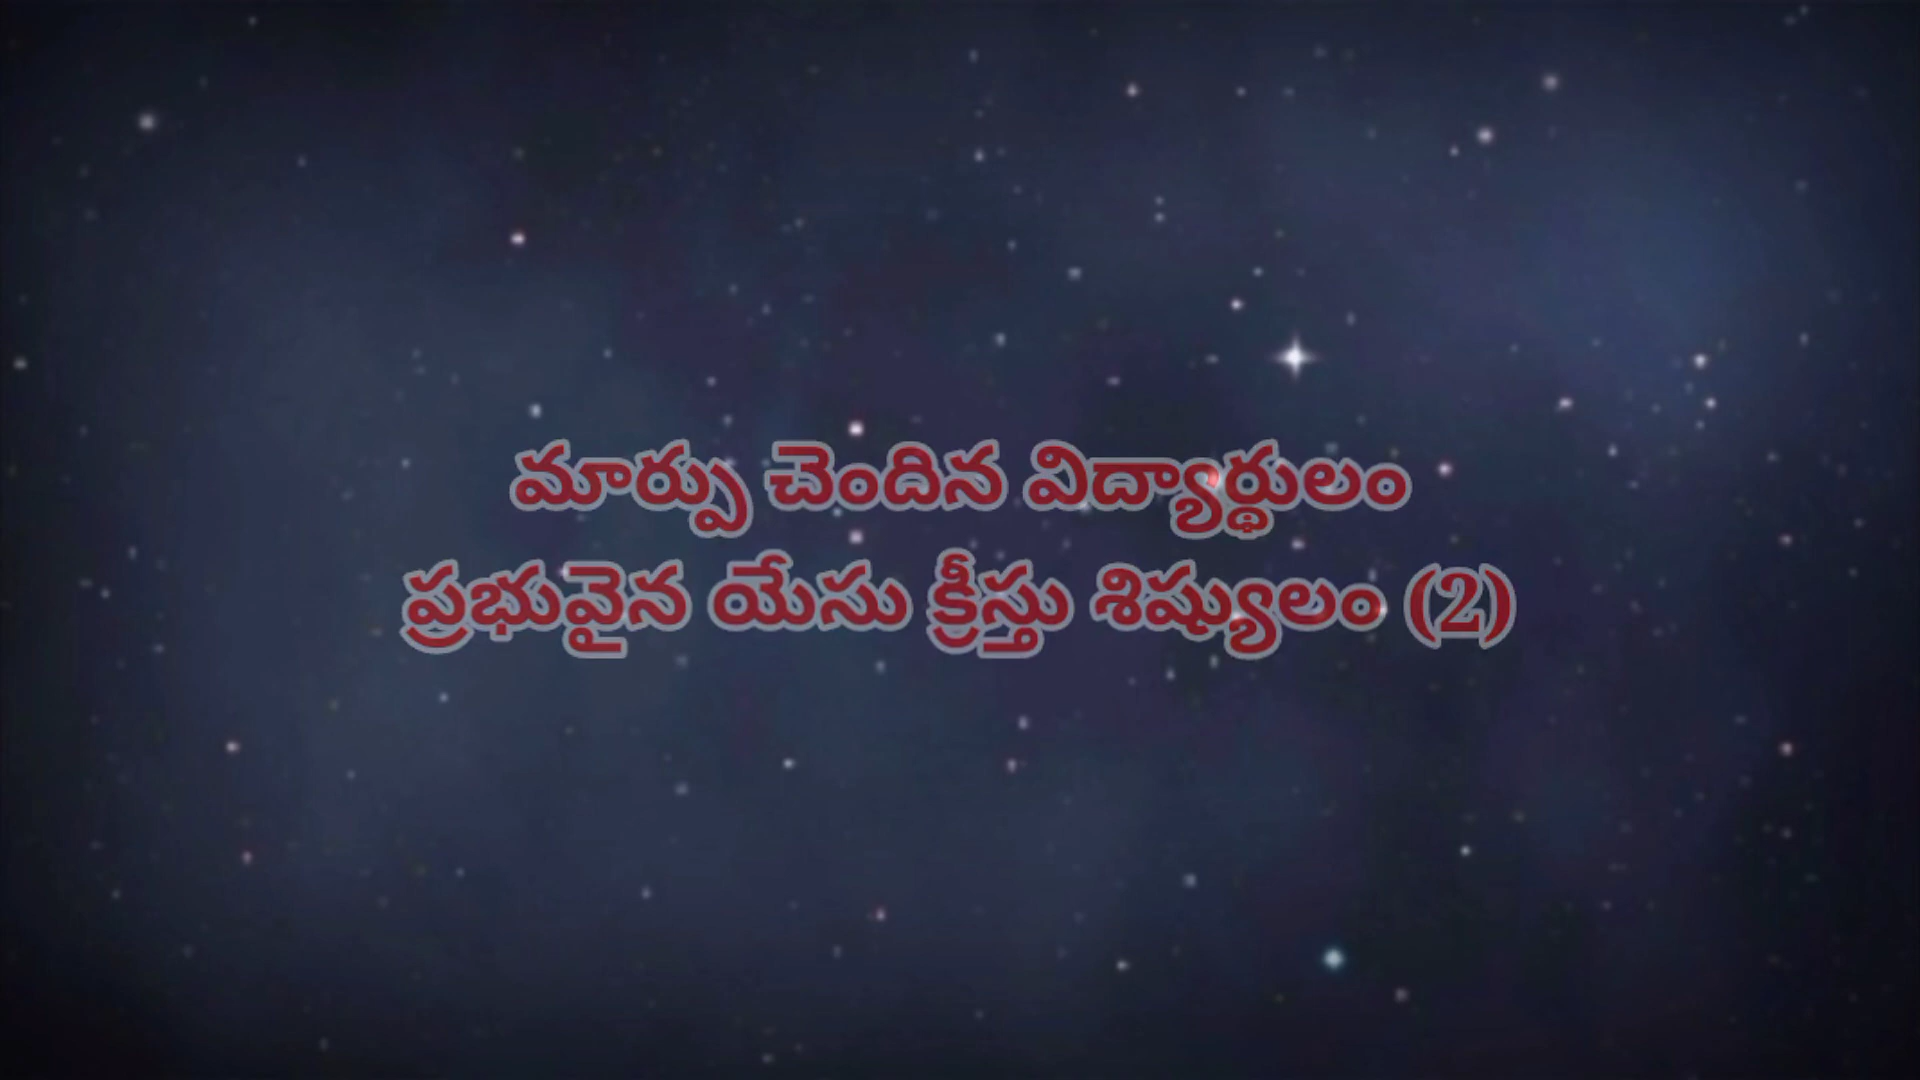 మార్పు చెందిన విద్యార్థులం
ప్రభువైన యేసు క్రీస్తు శిష్యులం (2)